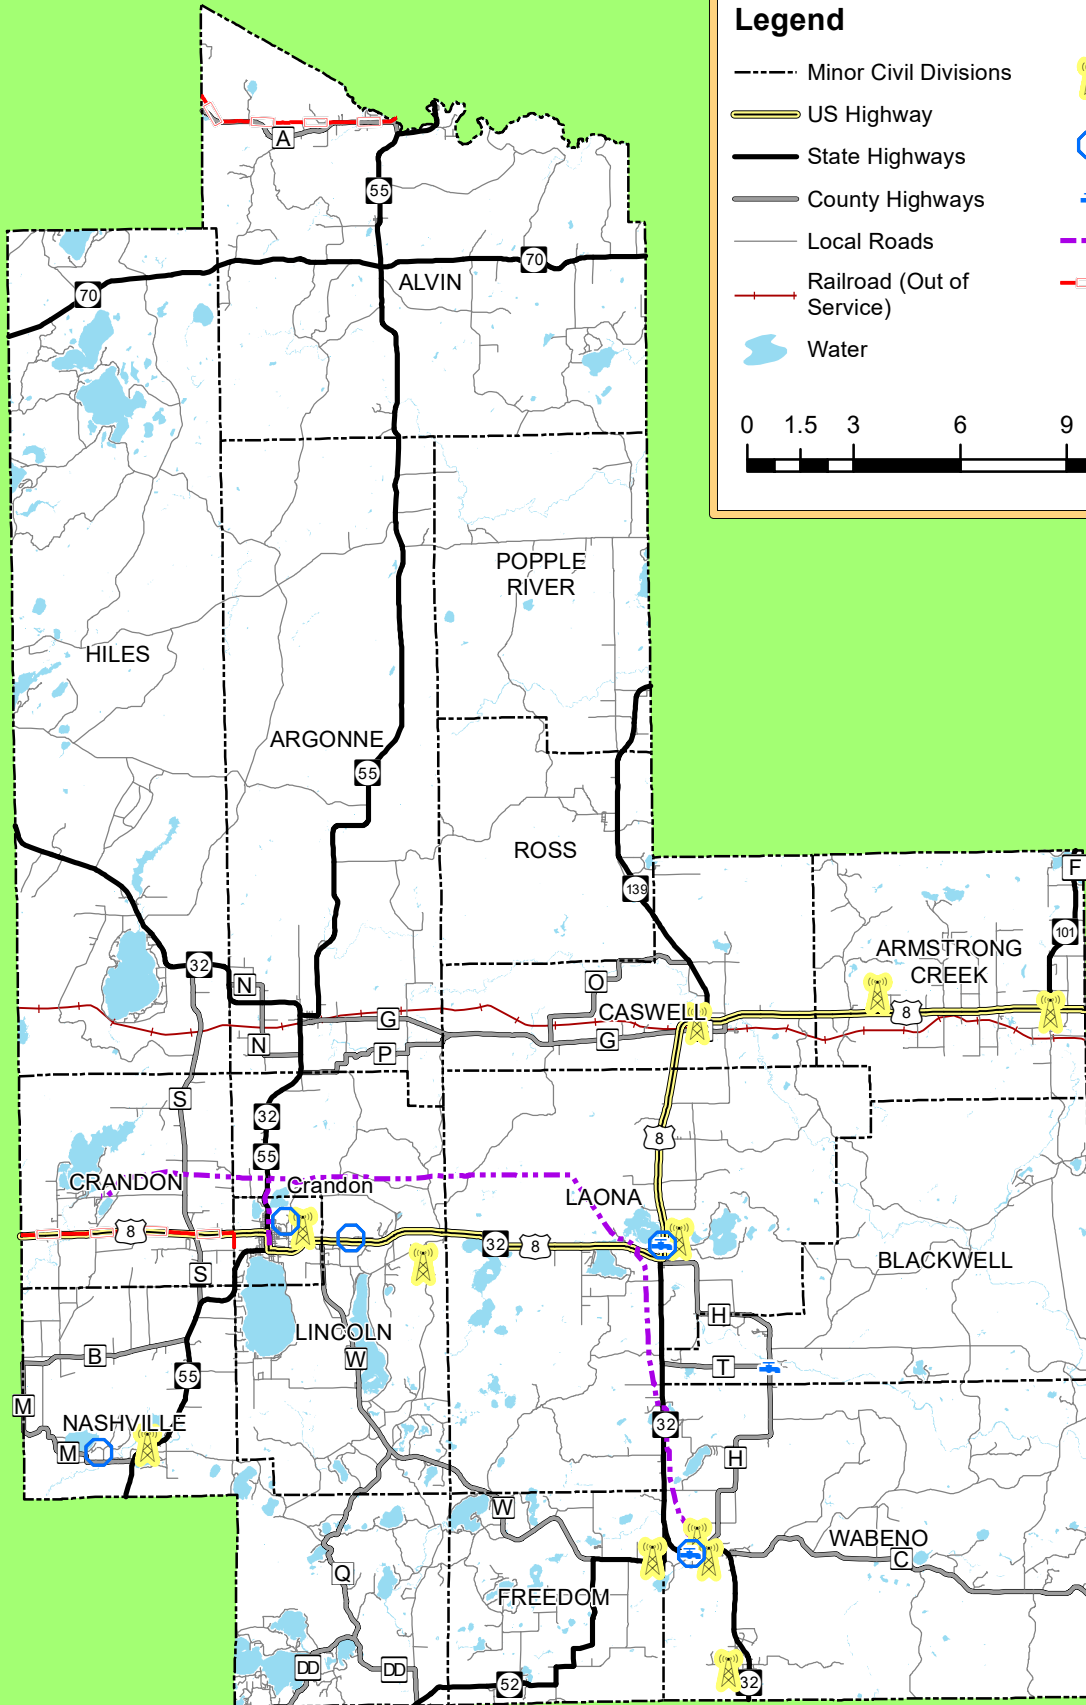 Legend
Minor Civil Divisions
US Highway
State Highways
County Highways
Local Roads
Railroad (Out of
Service)
Water
0 1.5 3 6 9
A
55
70
70
ALVIN
POPPLE
RIVER
HILES
ARGONNE
55
ROSS
139
F
101
ARMSTRONG
CREEK
32
N
O
G
CASWELL
8
N
P
G
S
32
8
55
CRANDON
Crandon
LAONA
8
32
8
BLACKWELL
S
H
LINCOLN
B
W
T
55
M
NASHVILLE
32
M
H
W
WABENO
C
Q
FREEDOM
DD
DD
52
32